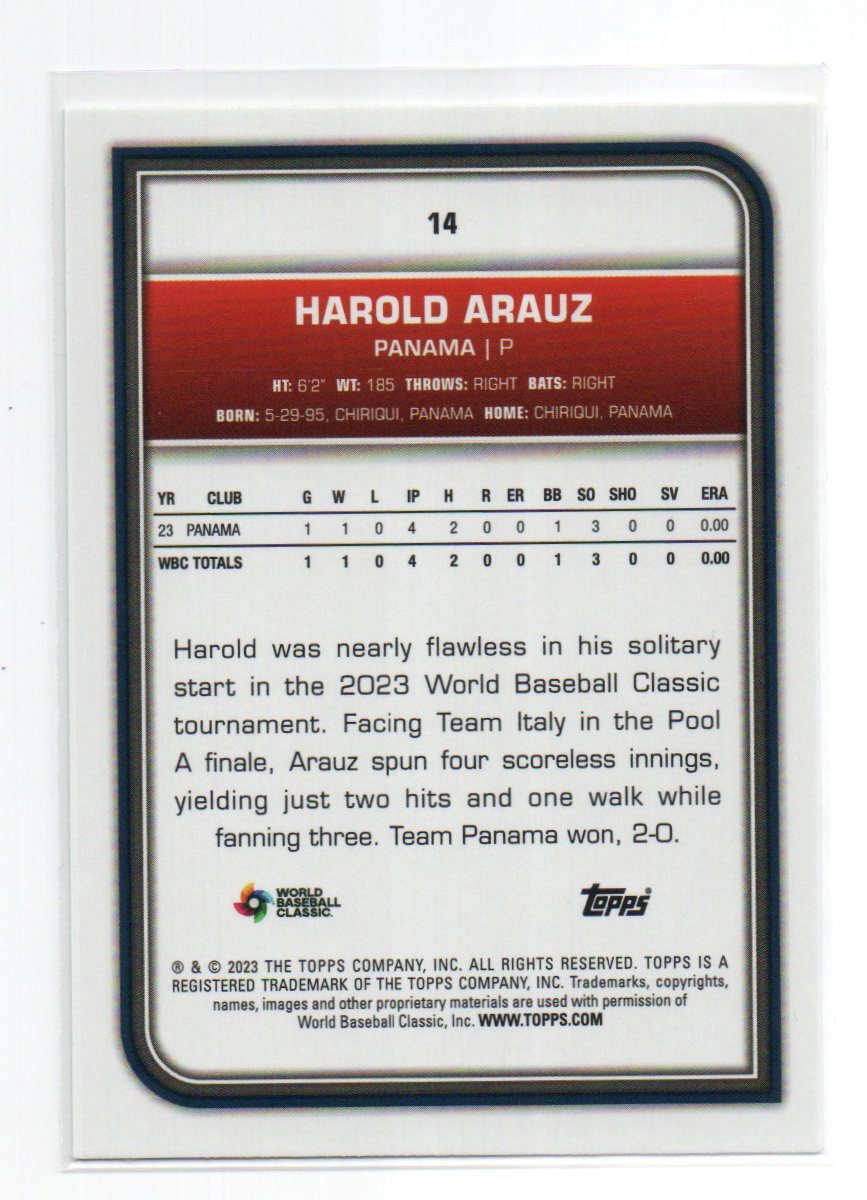 14
HAROLD ARAUZ
PANAMA | P
HT: 6'2" WT: 185 THROWS: RIGHT BATS: RIGHT
BORN: 5-29-95, CHIRIQUI, PANAMA HOME: CHIRIQUI, PANAMA
YR CLUB G W L IP H R ER BB SO SHO SV ERA
23 PANAMA 1 1 0 4 2 0 0 1 3 0 0 0.00
WBC TOTALS 1 1 0 4 2 0 0 1 3 0 0 0.00
Harold was nearly flawless in his solitary
start in the 2023 World Baseball Classic
tournament. Facing Team Italy in the Pool
A finale, Arauz spun four scoreless innings,
yielding just two hits and one walk while
fanning three. Team Panama won, 2-0.
WORLD
BASEBALL
CLASSIC.
TOPPS®
® & © 2023 THE TOPPS COMPANY, INC. ALL RIGHTS RESERVED. TOPPS IS A
REGISTERED TRADEMARK OF THE TOPPS COMPANY, INC. Trademarks, copyrights,
names, images and other proprietary materials are used with permission of
World Baseball Classic, Inc. WWW.TOPPS.COM